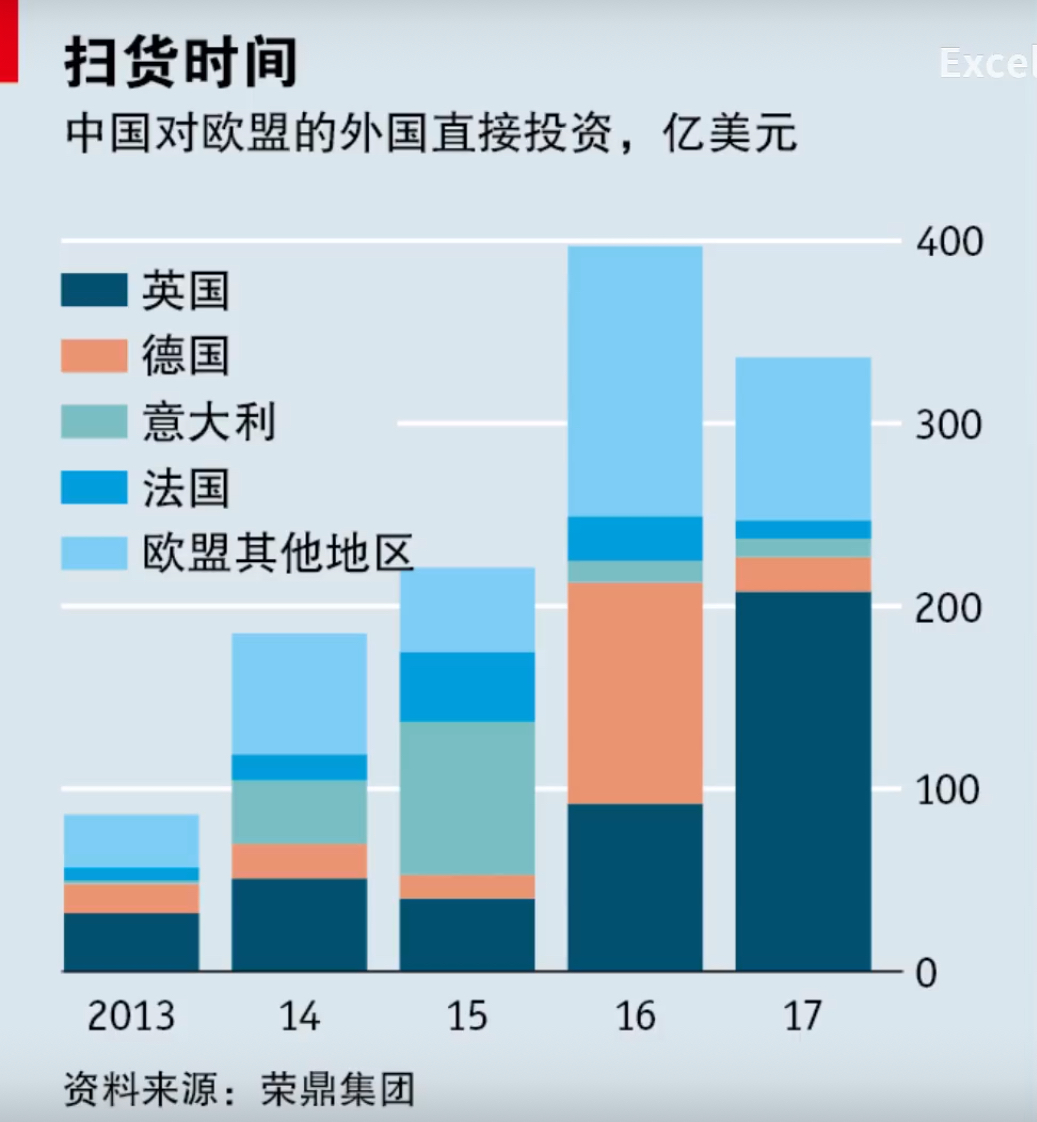 扫货时间
Excel
中国对欧盟的外国直接投资，亿美元
400
英国
德国
意大利
300
法国
欧盟其他地区
200
100
0
2013 14 15 16 17
资料来源：荣鼎集团